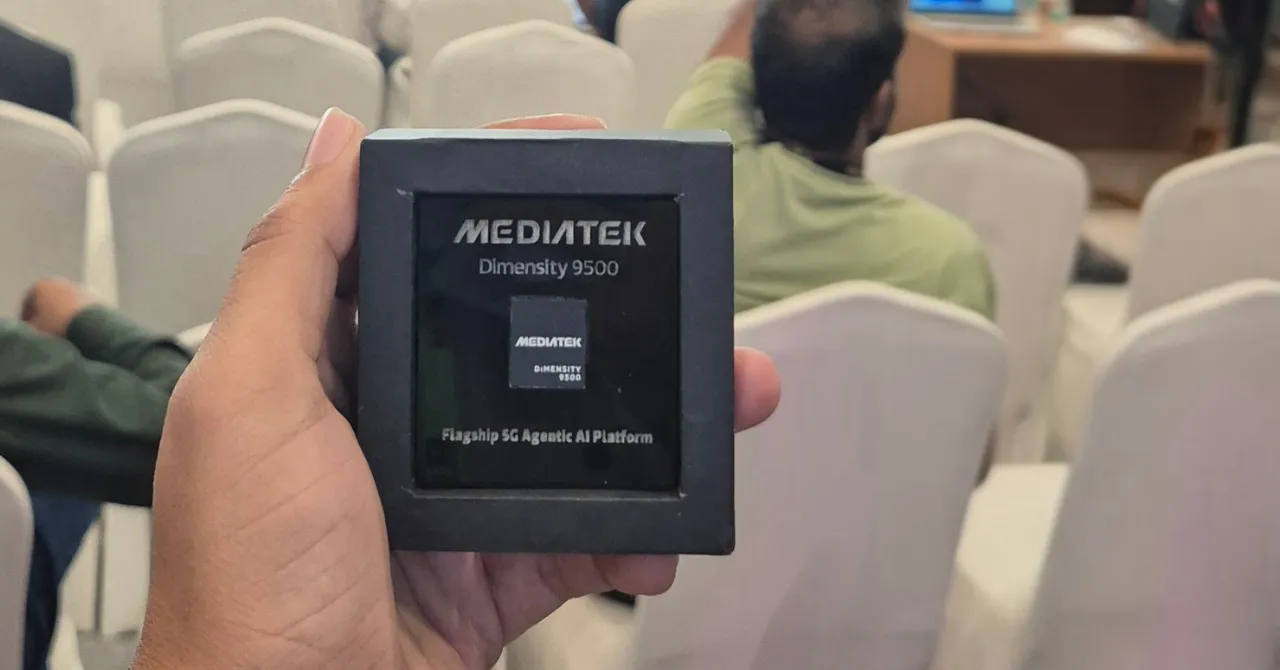 MEDIATEK
Dimensity 9500
MEDIATEK
DIMENSITY
9500
Flagship 5G Agentic AI Platform